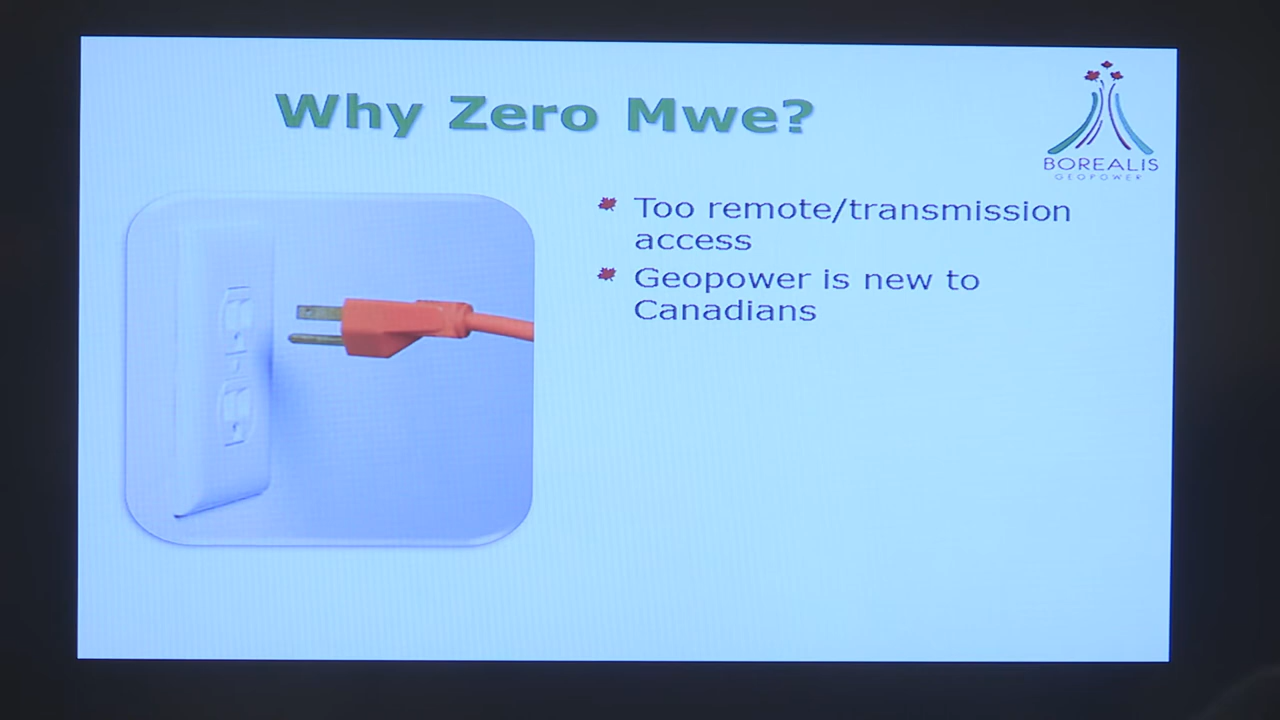 Why Zero Mwe?
BOREALIS
GEOPOWER
Too remote/transmission
access
Geopower is new to
Canadians